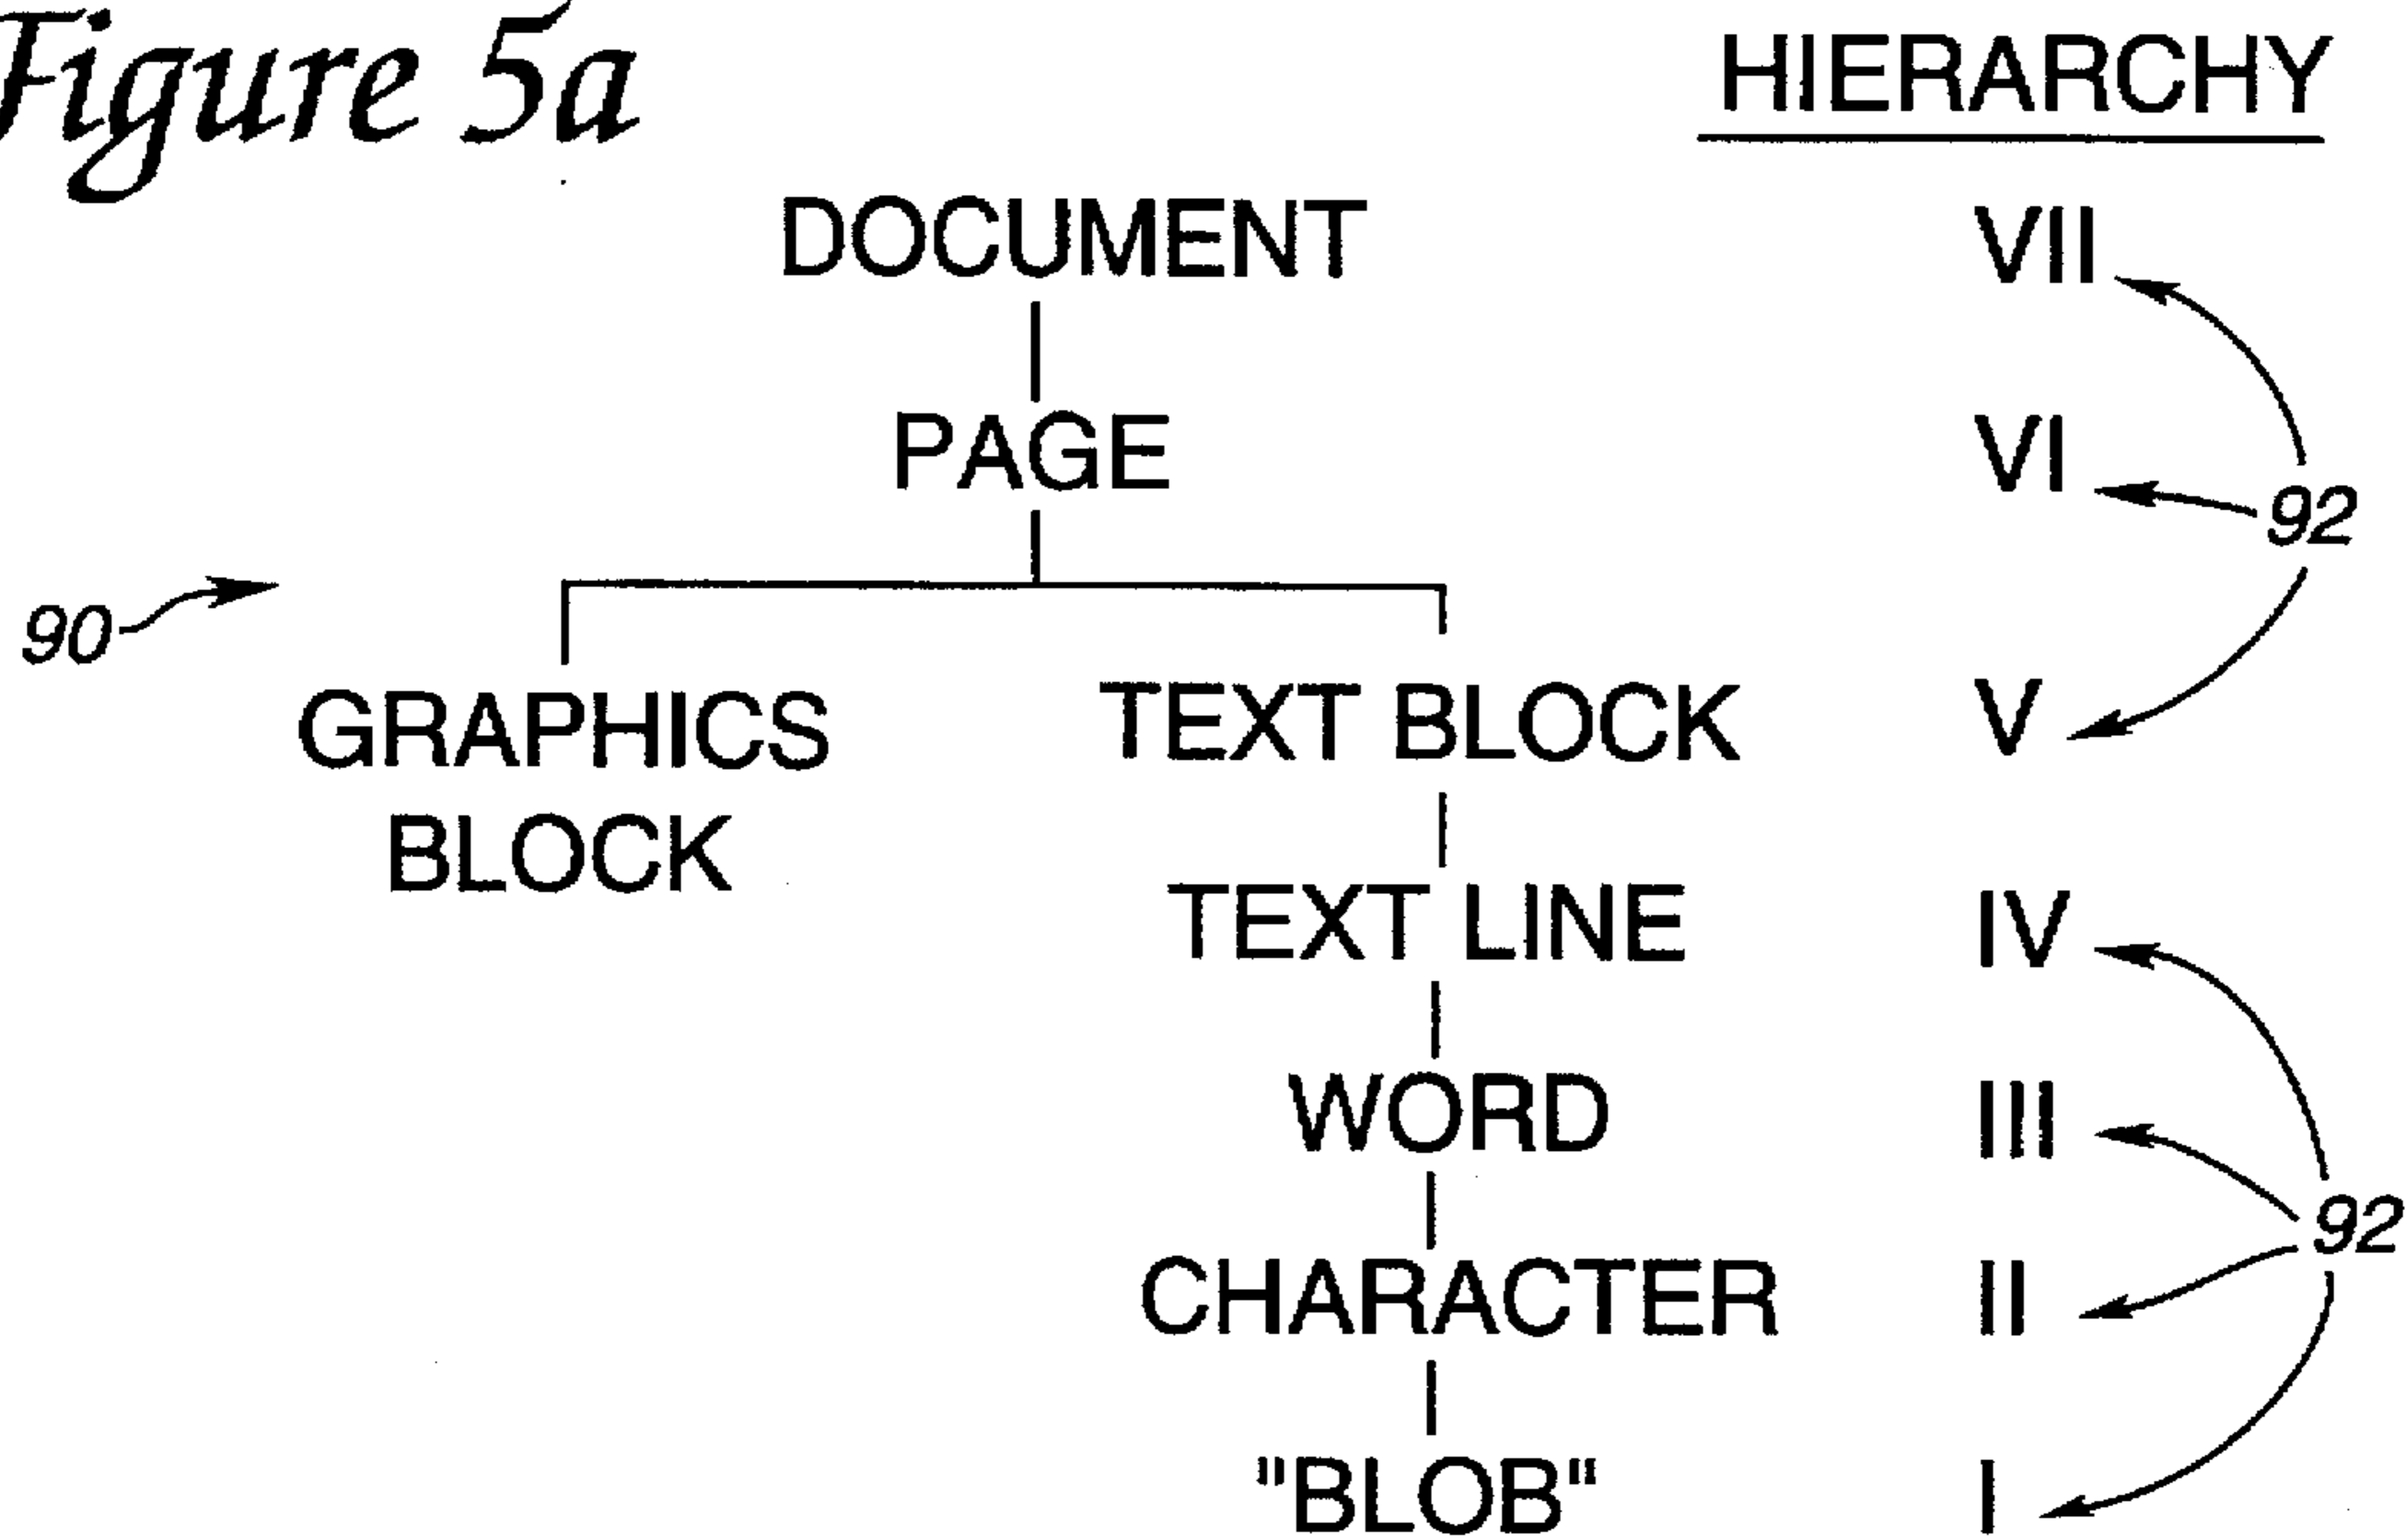 Figure 5a
HIERARCHY
DOCUMENT VII
PAGE VI
92
90
GRAPHICS BLOCK
TEXT BLOCK V
TEXT LINE IV
WORD III
92
CHARACTER II
"BLOB" I